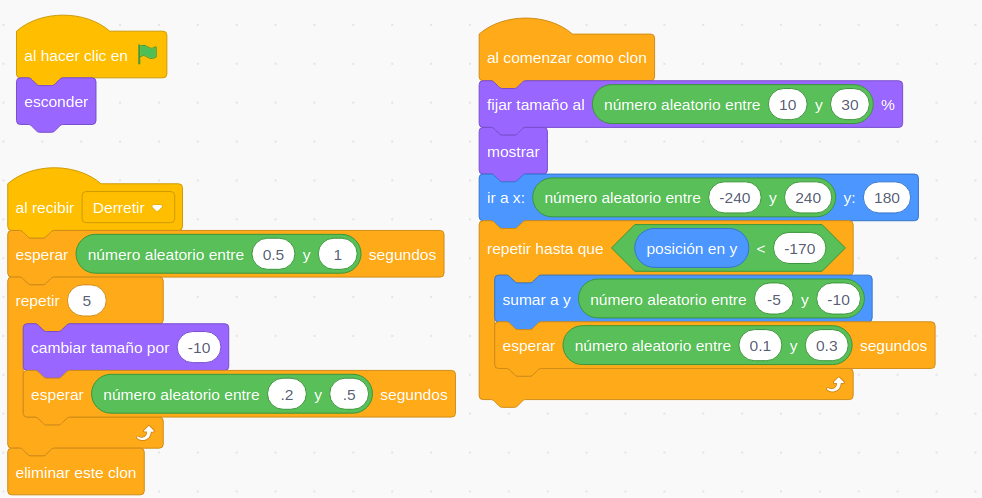 al hacer clic en
esconder
al recibir Derretir
esperar número aleatorio entre 0.5 y 1 segundos
repetir 5
cambiar tamaño por -10
esperar número aleatorio entre .2 y .5 segundos
eliminar este clon
al comenzar como clon
fijar tamaño al número aleatorio entre 10 y 30 %
mostrar
ir a x: número aleatorio entre -240 y 240 y: 180
repetir hasta que posición en y < -170
sumar a y número aleatorio entre -5 y -10
esperar número aleatorio entre 0.1 y 0.3 segundos